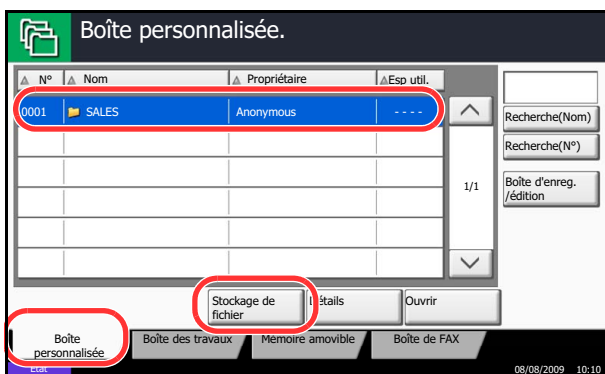 Boîte personnalisée.
N° Nom Propriétaire Esp util.
0001 SALES Anonymous - - - -
Recherche(Nom)
Recherche(N°)
1/1
Boîte d'enreg.
/édition
Stockage de
fichier
Détails
Ouvrir
Boîte
personnalisée
Boîte des travaux
Mémoire amovible
Boîte de FAX
État
08/08/2009 10:10